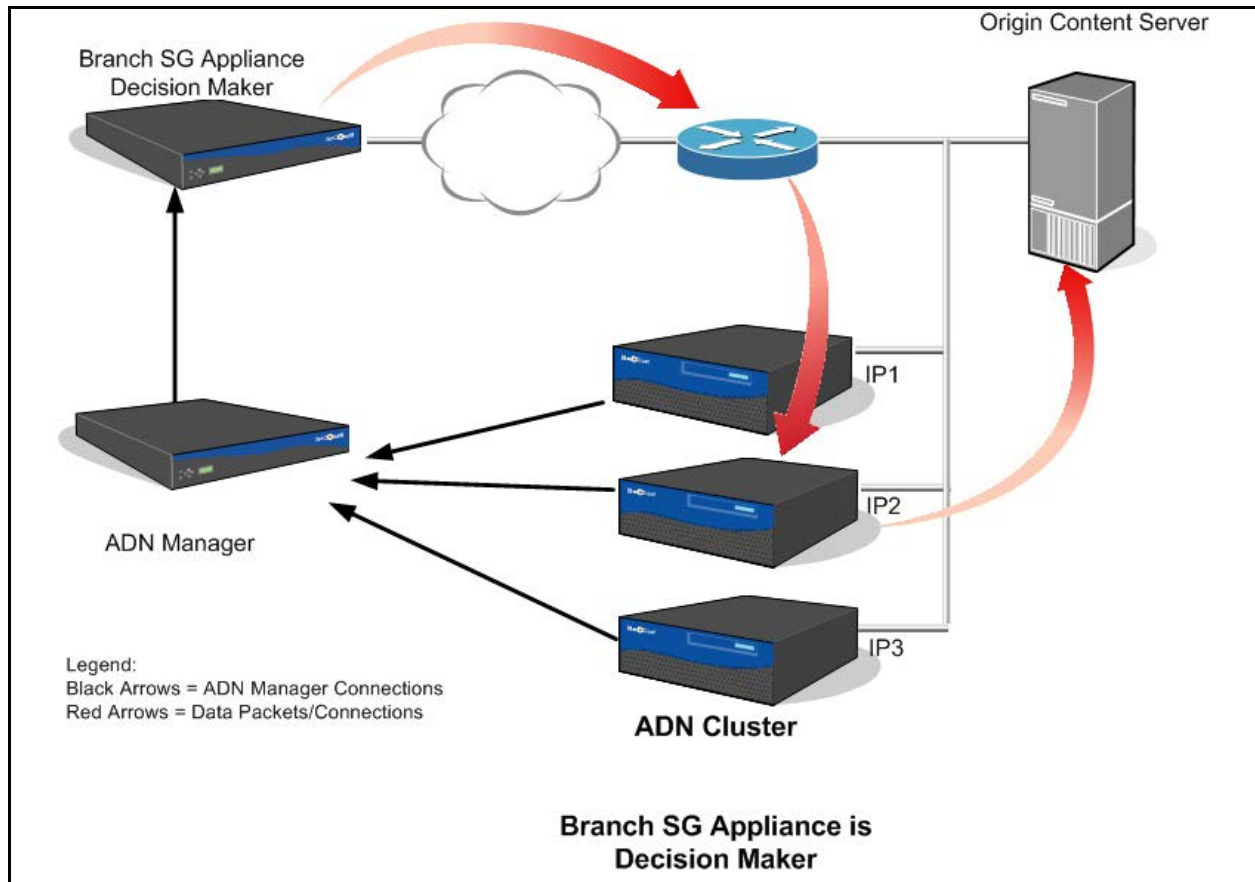 Origin Content Server
Branch SG Appliance
Decision Maker
IP1
IP2
ADN Manager
IP3
Legend:
Black Arrows = ADN Manager Connections
Red Arrows = Data Packets/Connections
ADN Cluster
Branch SG Appliance is
Decision Maker